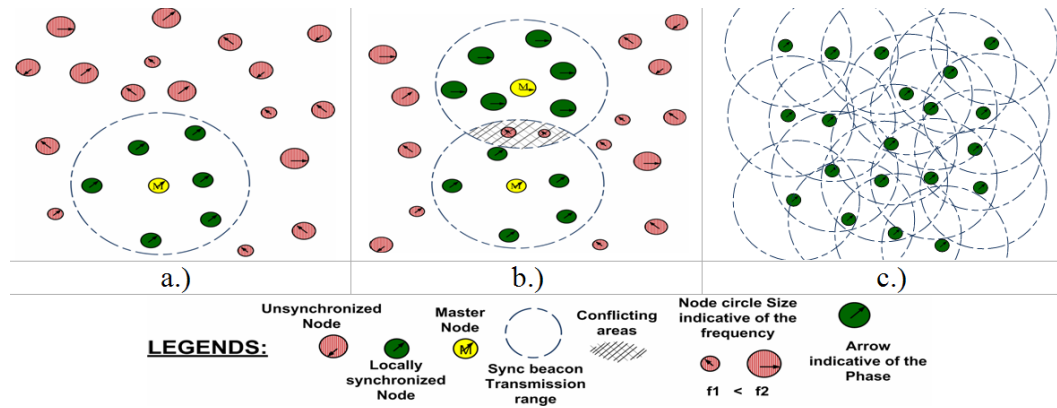 M
M
M
a.)
b.)
c.)
LEGENDS:
Unsynchronized
Node
Locally
synchronized
Node
Master
Node
M
Sync beacon
Transmission
range
Conflicting
areas
Node circle Size
indicative of the
frequency
f1 < f2
Arrow
indicative of the
Phase